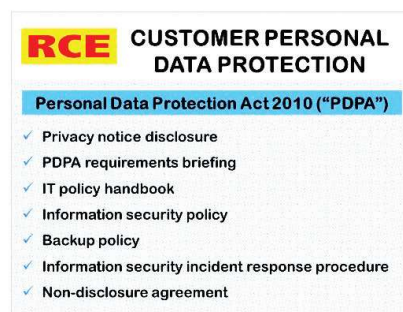 RCE
CUSTOMER PERSONAL
DATA PROTECTION
Personal Data Protection Act 2010 (“PDPA”)
✓ Privacy notice disclosure
✓ PDPA requirements briefing
✓ IT policy handbook
✓ Information security policy
✓ Backup policy
✓ Information security incident response procedure
✓ Non-disclosure agreement